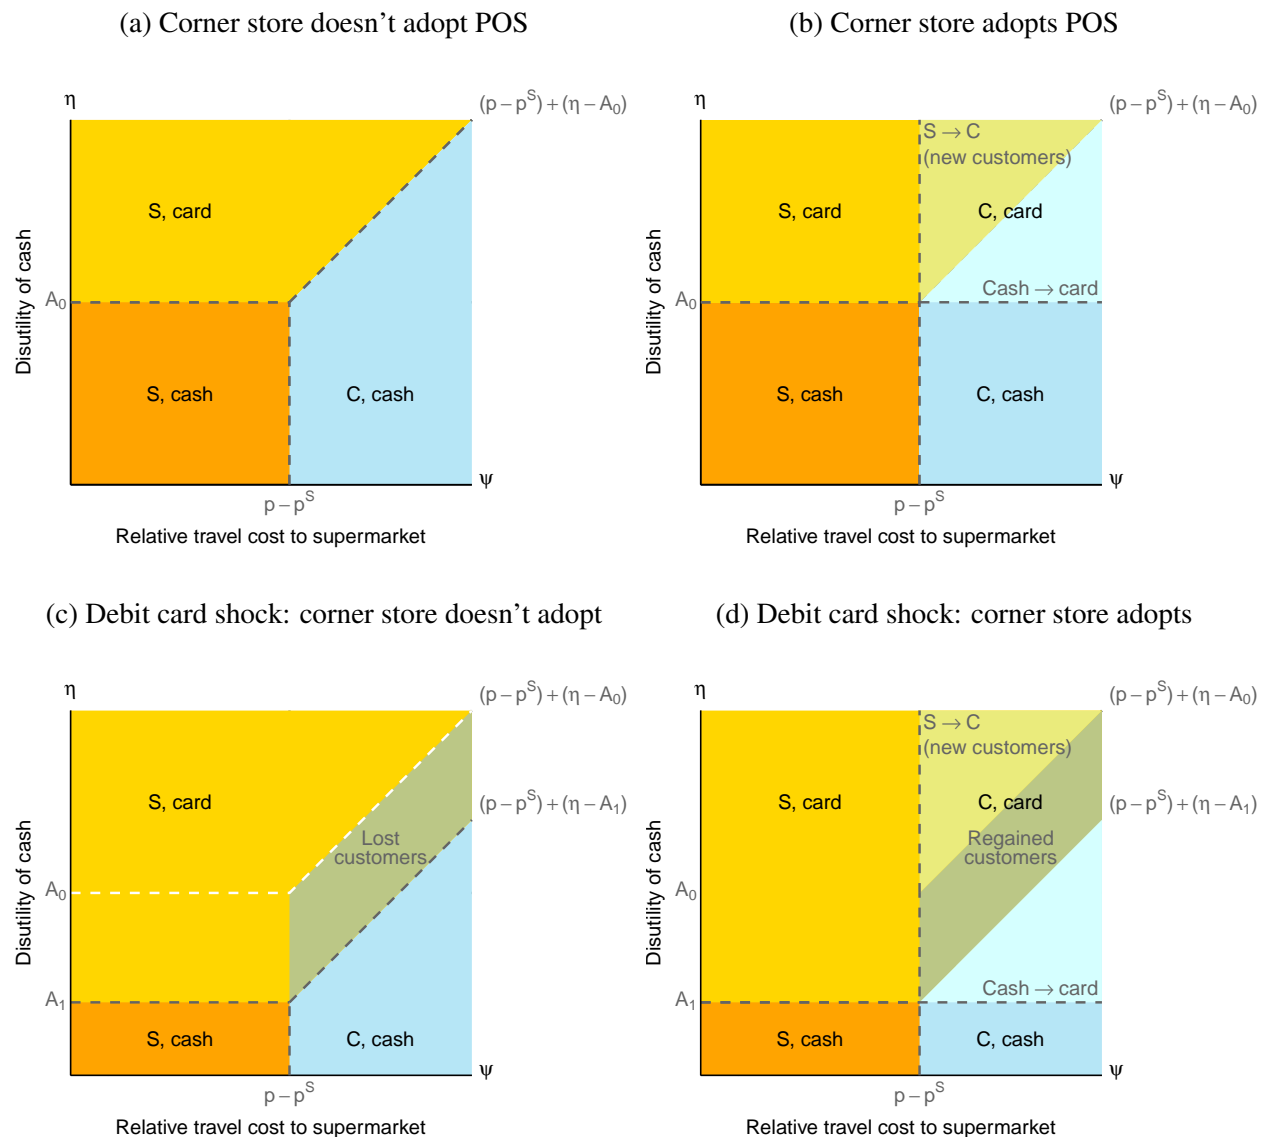 (a) Corner store doesn't adopt POS
η
(p − p^S) + (η − A₀)
S, card
Disutility of cash
A₀
S, cash
C, cash
ψ
p − p^S
Relative travel cost to supermarket
(b) Corner store adopts POS
η
(p − p^S) + (η − A₀)
S → C
(new customers)
S, card
C, card
Disutility of cash
Cash → card
A₀
S, cash
C, cash
ψ
p − p^S
Relative travel cost to supermarket
(c) Debit card shock: corner store doesn't adopt
η
(p − p^S) + (η − A₀)
S, card
(p − p^S) + (η − A₁)
Lost
customers
Disutility of cash
A₀
A₁
S, cash
C, cash
ψ
p − p^S
Relative travel cost to supermarket
(d) Debit card shock: corner store adopts
η
(p − p^S) + (η − A₀)
S → C
(new customers)
S, card
C, card
(p − p^S) + (η − A₁)
Regained
customers
Disutility of cash
A₀
Cash → card
A₁
S, cash
C, cash
ψ
p − p^S
Relative travel cost to supermarket